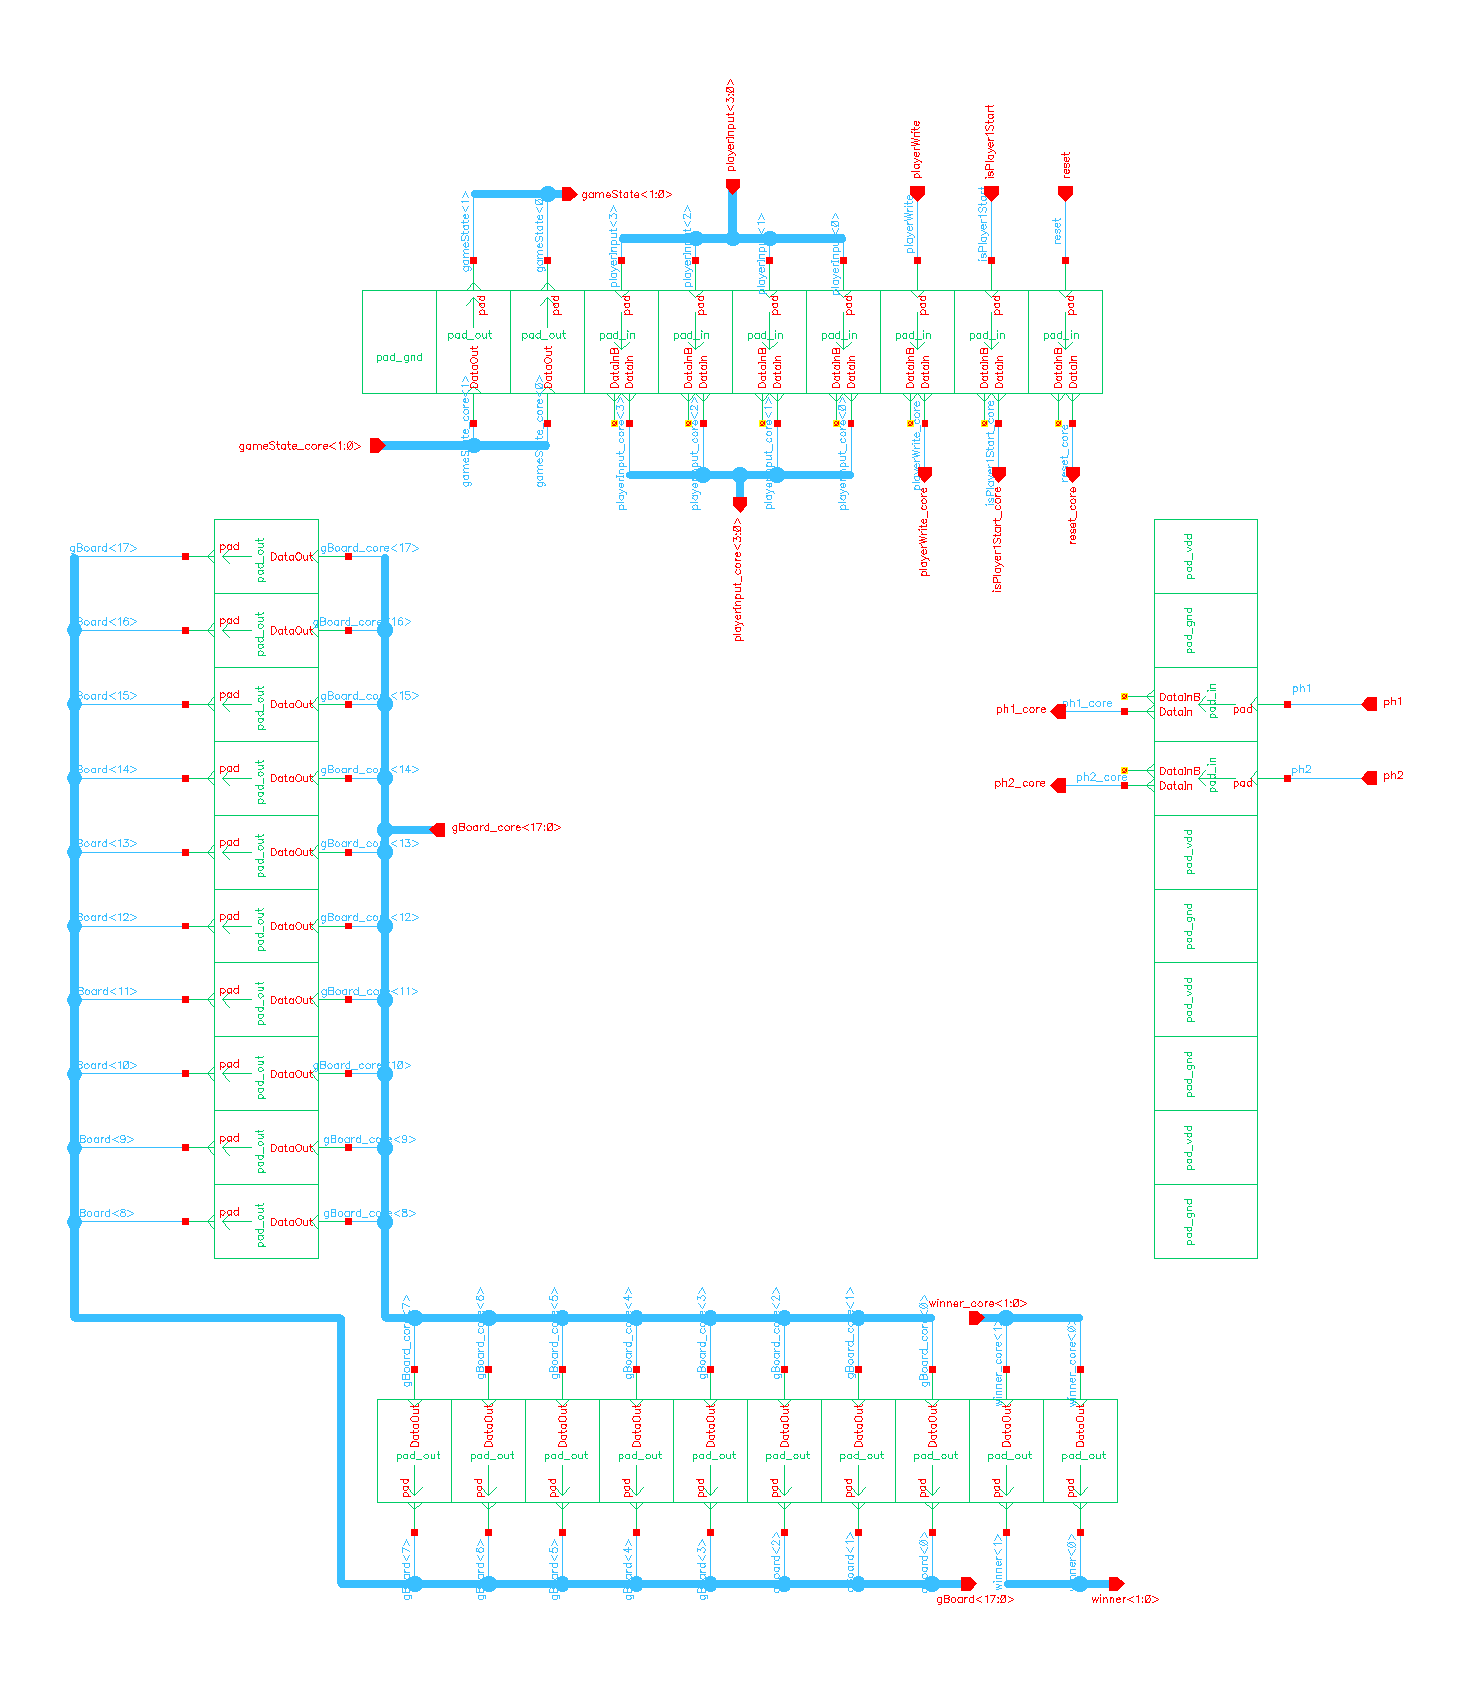 playerInput<3:0>
playerWrite
isPlayer1Start
reset
gameState<1:0>
gameState<1>
gameState<0>
playerInput<3>
playerInput<2>
playerInput<1>
playerInput<0>
playerWrite
isPlayer1Start
reset
pad pad pad pad pad pad pad pad pad
pad_gnd pad_out pad_out pad_in pad_in pad_in pad_in pad_in pad_in pad_in
DataOut DataOut DataInB DataIn DataInB DataIn DataInB DataIn DataInB DataIn DataInB DataIn DataInB DataIn DataInB DataIn
gameState_core<1:0>
gameState_core<1>
gameState_core<0>
playerInput_core<3>
playerInput_core<2>
playerInput_core<1>
playerInput_core<0>
playerWrite_core
isPlayer1Start_core
reset_core
playerInput_core<3:0>
playerWrite_core
isPlayer1Start_core
reset_core
gBoard<17> pad pad_out DataOut gBoard_core<17>
gBoard<16> pad pad_out DataOut gBoard_core<16>
gBoard<15> pad pad_out DataOut gBoard_core<15>
gBoard<14> pad pad_out DataOut gBoard_core<14>
gBoard_core<17:0>
gBoard<13> pad pad_out DataOut gBoard_core<13>
gBoard<12> pad pad_out DataOut gBoard_core<12>
gBoard<11> pad pad_out DataOut gBoard_core<11>
gBoard<10> pad pad_out DataOut gBoard_core<10>
gBoard<9> pad pad_out DataOut gBoard_core<9>
gBoard<8> pad pad_out DataOut gBoard_core<8>
pad_vdd
pad_gnd
ph1_core ph1_core DataInB DataIn pad_in pad ph1 ph1
ph2_core ph2_core DataInB DataIn pad_in pad ph2 ph2
pad_vdd
pad_gnd
pad_vdd
pad_gnd
pad_vdd
pad_gnd
gBoard_core<7>
gBoard_core<6>
gBoard_core<5>
gBoard_core<4>
gBoard_core<3>
gBoard_core<2>
gBoard_core<1>
gBoard_core<0>
winner_core<1:0>
winner_core<1>
winner_core<0>
DataOut DataOut DataOut DataOut DataOut DataOut DataOut DataOut DataOut DataOut
pad_out pad_out pad_out pad_out pad_out pad_out pad_out pad_out pad_out pad_out
pad pad pad pad pad pad pad pad pad pad
gBoard<7>
gBoard<6>
gBoard<5>
gBoard<4>
gBoard<3>
gBoard<2>
gBoard<1>
gBoard<0>
winner<1>
winner<0>
gBoard<17:0>
winner<1:0>